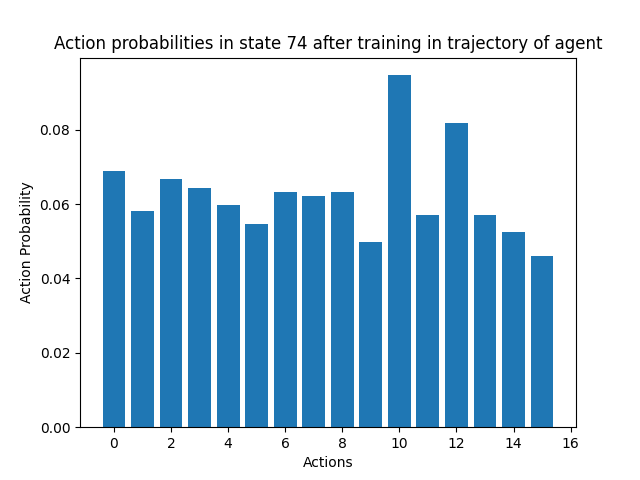 Action probabilities in state 74 after training in trajectory of agent
Action Probability
0.08
0.06
0.04
0.02
0.00
0 2 4 6 8 10 12 14 16
Actions